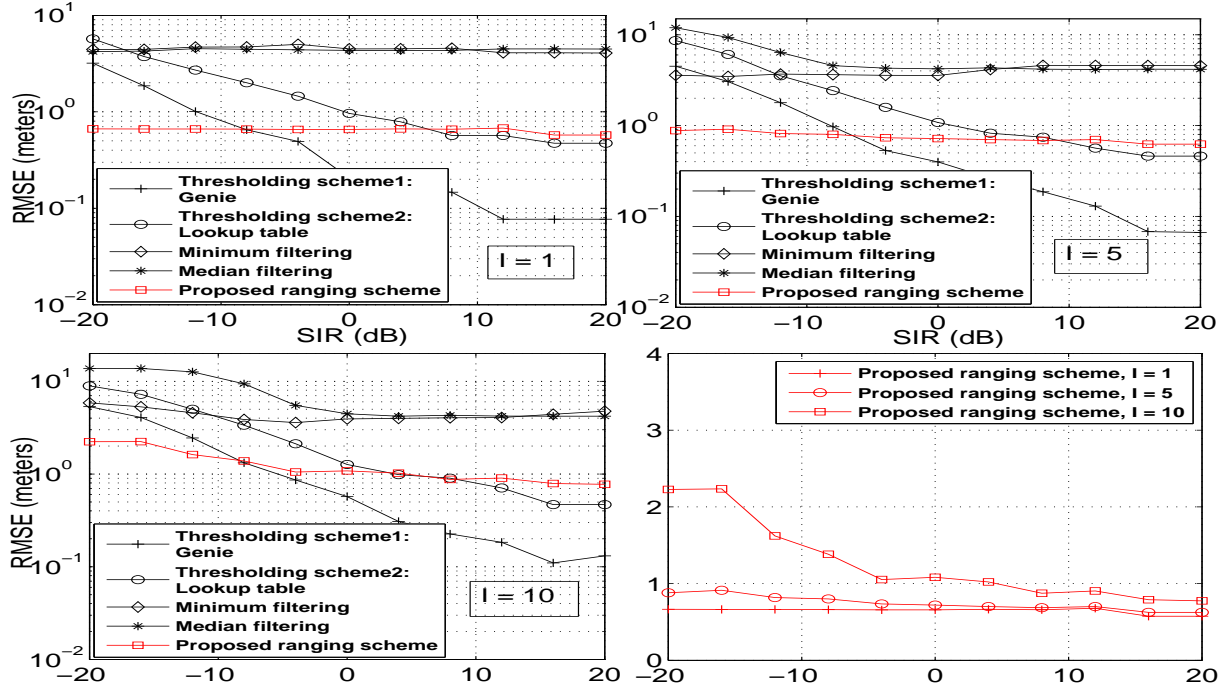 10^1
10^0
10^-1
10^-2
RMSE (meters)
Thresholding scheme1:
Genie
Thresholding scheme2:
Lookup table
Minimum filtering
Median filtering
Proposed ranging scheme
I = 1
−20
−10
0
10
20
SIR (dB)
10^1
10^0
10^-1
10^-2
Thresholding scheme1:
Genie
Thresholding scheme2:
Lookup table
Minimum filtering
Median filtering
Proposed ranging scheme
I = 5
−20
−10
0
10
20
SIR (dB)
10^1
10^0
10^-1
10^-2
RMSE (meters)
Thresholding scheme1:
Genie
Thresholding scheme2:
Lookup table
Minimum filtering
Median filtering
Proposed ranging scheme
I = 10
−20
−10
0
10
20
4
3
2
1
0
Proposed ranging scheme, I = 1
Proposed ranging scheme, I = 5
Proposed ranging scheme, I = 10
−20
−10
0
10
20